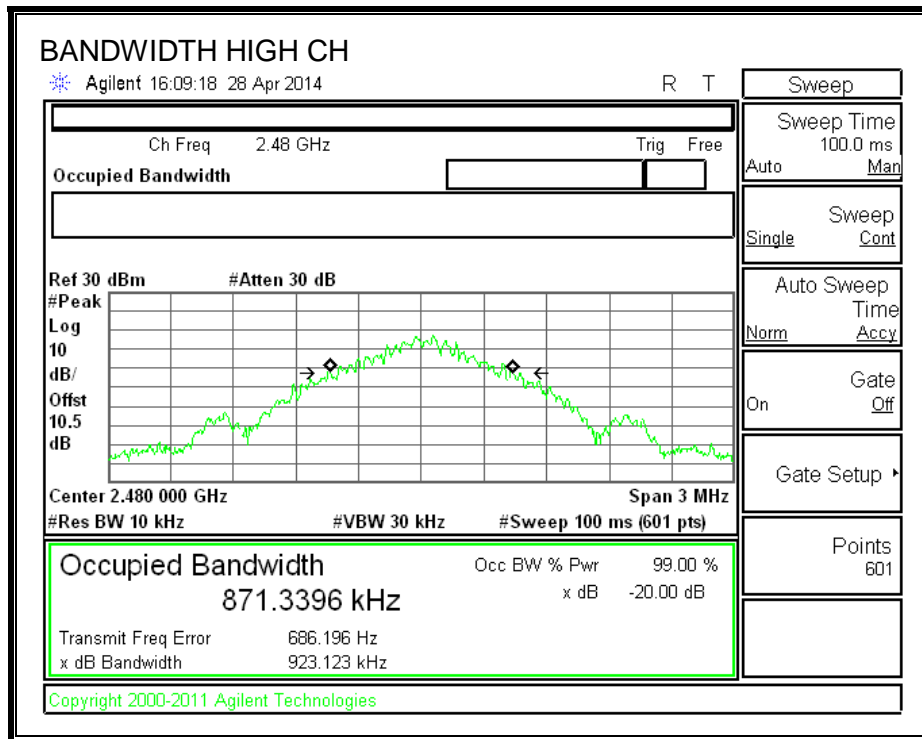 BANDWIDTH HIGH CH
Agilent 16:09:18 28 Apr 2014 R T
Ch Freq 2.48 GHz Trig Free
Occupied Bandwidth
Ref 30 dBm #Atten 30 dB
#Peak
Log
10
dB/
Offst
10.5
dB
Center 2.480 000 GHz Span 3 MHz
#Res BW 10 kHz #VBW 30 kHz #Sweep 100 ms (601 pts)
Occupied Bandwidth
871.3396 kHz
Occ BW % Pwr 99.00 %
x dB -20.00 dB
Transmit Freq Error 686.196 Hz
x dB Bandwidth 923.123 kHz
Copyright 2000-2011 Agilent Technologies
Sweep
Sweep Time
100.0 ms
Auto Man
Sweep
Single Cont
Auto Sweep
Time
Norm Accy
Gate
On Off
Gate Setup
Points
601